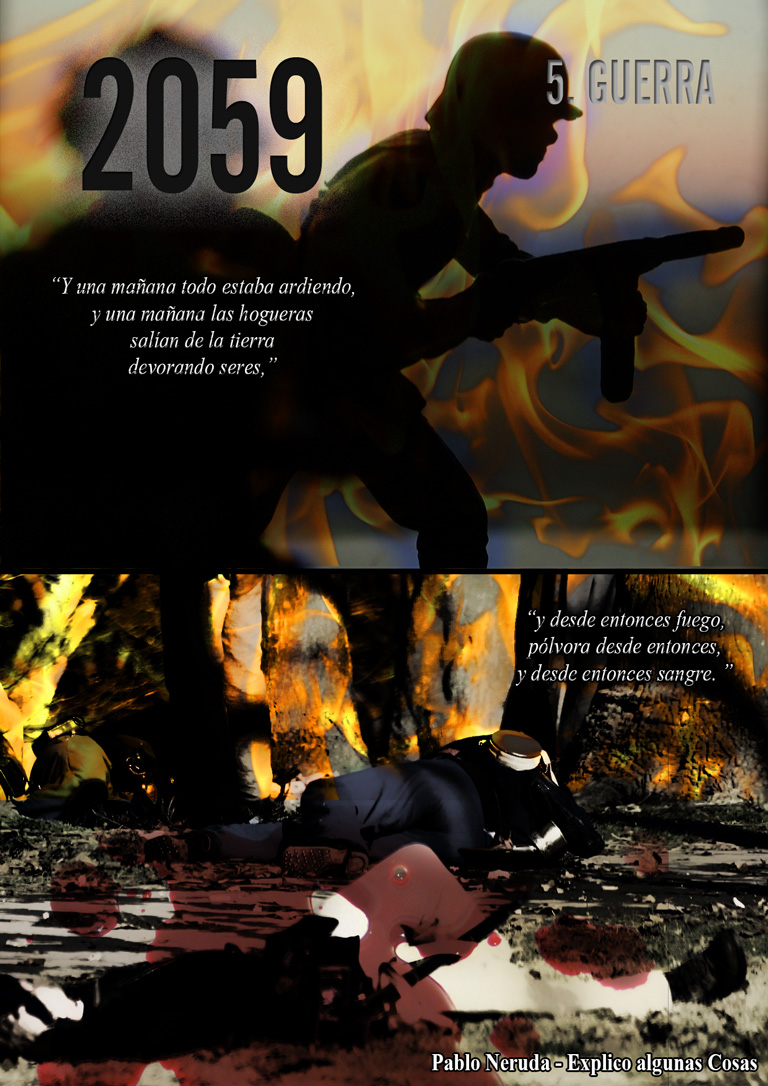 2059
5. GUERRA
“Y una mañana todo estaba ardiendo,
y una mañana las hogueras
salían de la tierra
devorando seres,”
“y desde entonces fuego,
pólvora desde entonces,
y desde entonces sangre. ”
Pablo Neruda - Explico algunas Cosas